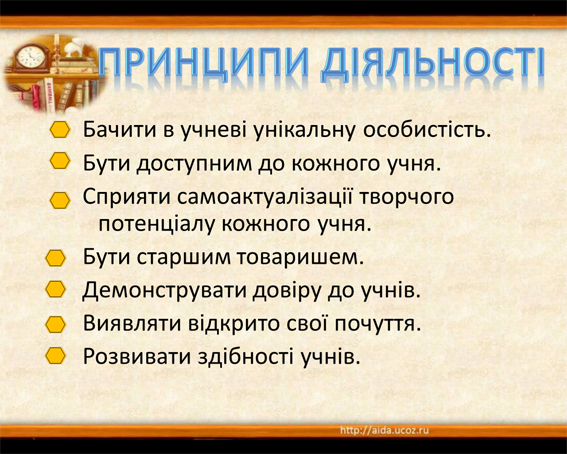 ПРИНЦИПИ ДІЯЛЬНОСТІ
Бачити в учневі унікальну особистість.
Бути доступним до кожного учня.
Сприяти самоактуалізації творчого
потенціалу кожного учня.
Бути старшим товаришем.
Демонструвати довіру до учнів.
Виявляти відкрито свої почуття.
Розвивати здібності учнів.
http://aida.ucoz.ru